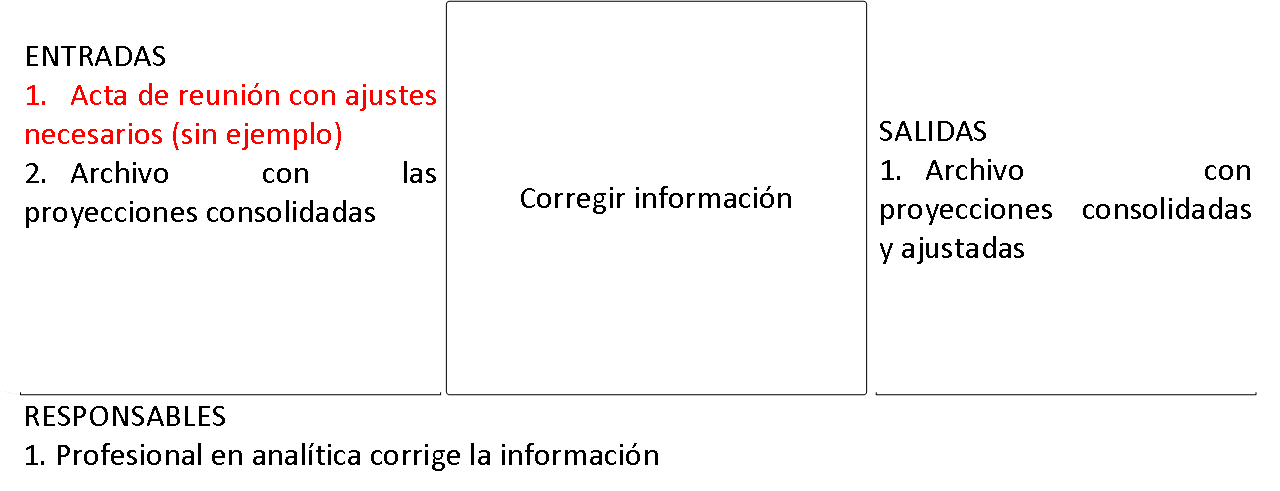 ENTRADAS
1. Acta de reunión con ajustes
necesarios (sin ejemplo)
2. Archivo con las
proyecciones consolidadas
Corregir información
SALIDAS
1. Archivo con
proyecciones consolidadas
y ajustadas
RESPONSABLES
1. Profesional en analítica corrige la información